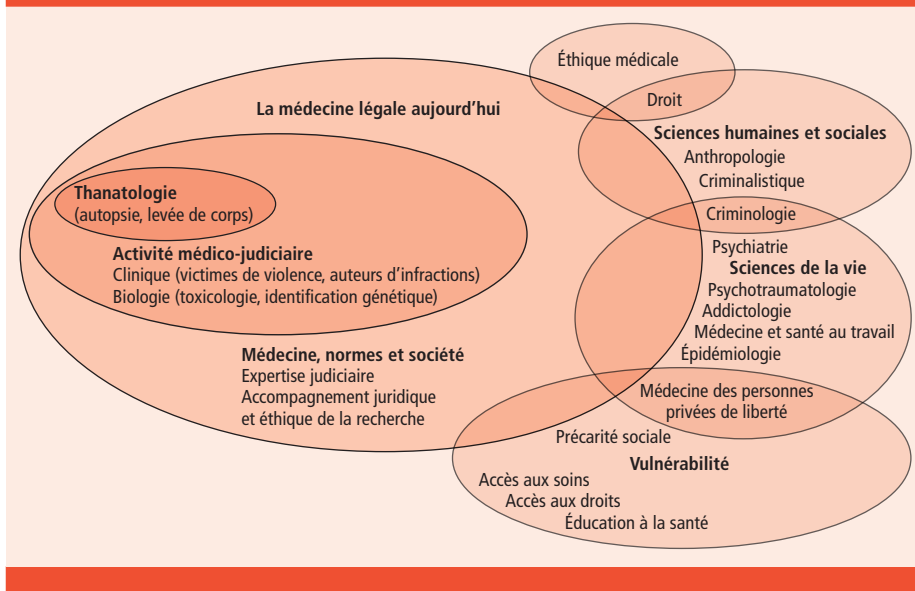 La médecine légale aujourd'hui
Thanatologie
(autopsie, levée de corps)
Activité médico-judiciaire
Clinique (victimes de violence, auteurs d'infractions)
Biologie (toxicologie, identification génétique)
Médecine, normes et société
Expertise judiciaire
Accompagnement juridique
et éthique de la recherche
Éthique médicale
Droit
Sciences humaines et sociales
Anthropologie
Criminalistique
Criminologie
Psychiatrie
Sciences de la vie
Psychotraumatologie
Addictologie
Médecine et santé au travail
Épidémiologie
Médecine des personnes
privées de liberté
Précarité sociale
Vulnérabilité
Accès aux soins
Accès aux droits
Éducation à la santé